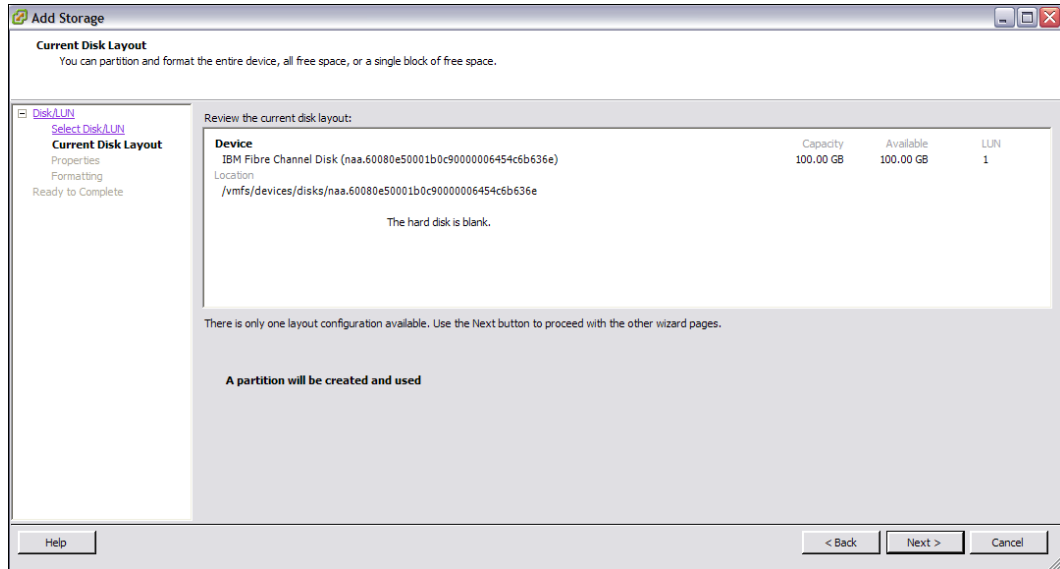 Add Storage
Current Disk Layout
You can partition and format the entire device, all free space, or a single block of free space.
Disk/LUN
Select Disk/LUN
Current Disk Layout
Properties
Formatting
Ready to Complete
Review the current disk layout:
Device Capacity Available LUN
IBM Fibre Channel Disk (naa.60080e50001b0c90000006454c6b636e) 100.00 GB 100.00 GB 1
Location
/vmfs/devices/disks/naa.60080e50001b0c90000006454c6b636e
The hard disk is blank.
There is only one layout configuration available. Use the Next button to proceed with the other wizard pages.
A partition will be created and used
Help < Back Next > Cancel